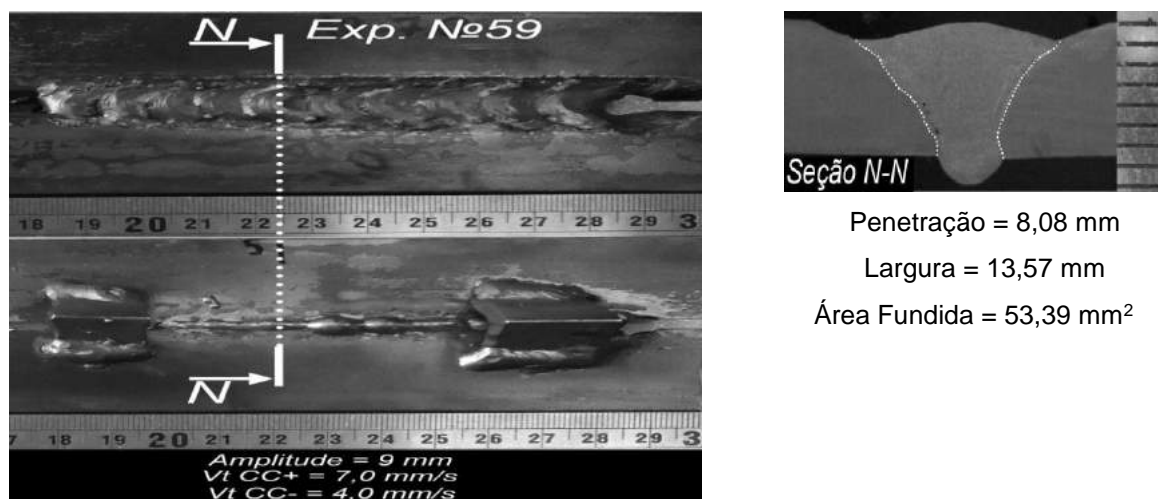 N Exp. №59
18 19 20 21 22 23 24 25 26 27 28 29 3
S
N
7 18 19 20 21 22 23 24 25 26 27 28 29 3
Amplitude = 9 mm
Vt CC+ = 7,0 mm/s
Vt CC- = 4,0 mm/s
Seção N-N
Penetração = 8,08 mm
Largura = 13,57 mm
Área Fundida = 53,39 mm²